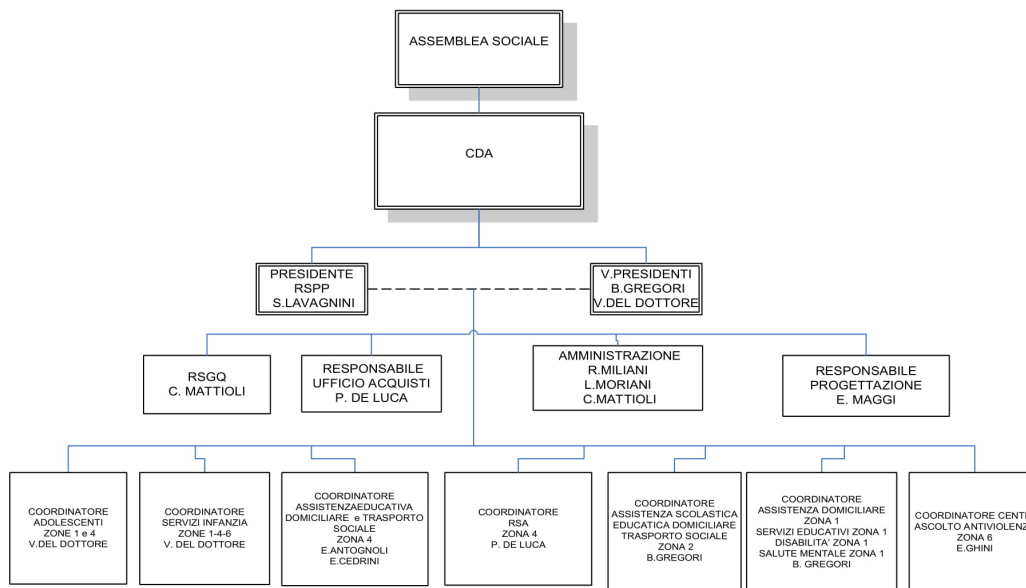 ASSEMBLEA SOCIALE
CDA
PRESIDENTE
RSPP
S.LAVAGNINI
V.PRESIDENTI
B.GREGORI
V.DEL DOTTORE
RSGQ
C. MATTIOLI
RESPONSABILE
UFFICIO ACQUISTI
P. DE LUCA
AMMINISTRAZIONE
R.MILIANI
L.MORIANI
C.MATTIOLI
RESPONSABILE
PROGETTAZIONE
E. MAGGI
COORDINATORE
ADOLESCENTI
ZONE 1 e 4
V.DEL DOTTORE
COORDINATORE
SERVIZI INFANZIA
ZONE 1-4-6
V. DEL DOTTORE
COORDINATORE
ASSISTENZAEDUCATIVA
DOMICILIARE e TRASPORTO
SOCIALE
ZONA 4
E.ANTOGNOLI
E.CEDRINI
COORDINATORE
RSA
ZONA 4
P. DE LUCA
COORDINATORE
ASSISTENZA SCOLASTICA
EDUCATICA DOMICILIARE
TRASPORTO SOCIALE
ZONA 2
B.GREGORI
COORDINATORE
ASSISTENZA DOMICILIARE
ZONA 1
SERVIZI EDUCATIVI ZONA 1
DISABILITA' ZONA 1
SALUTE MENTALE ZONA 1
B. GREGORI
COORDINATORE
ASCOLTO ANTIVIOLENZ
ZONA 6
E.GHINI